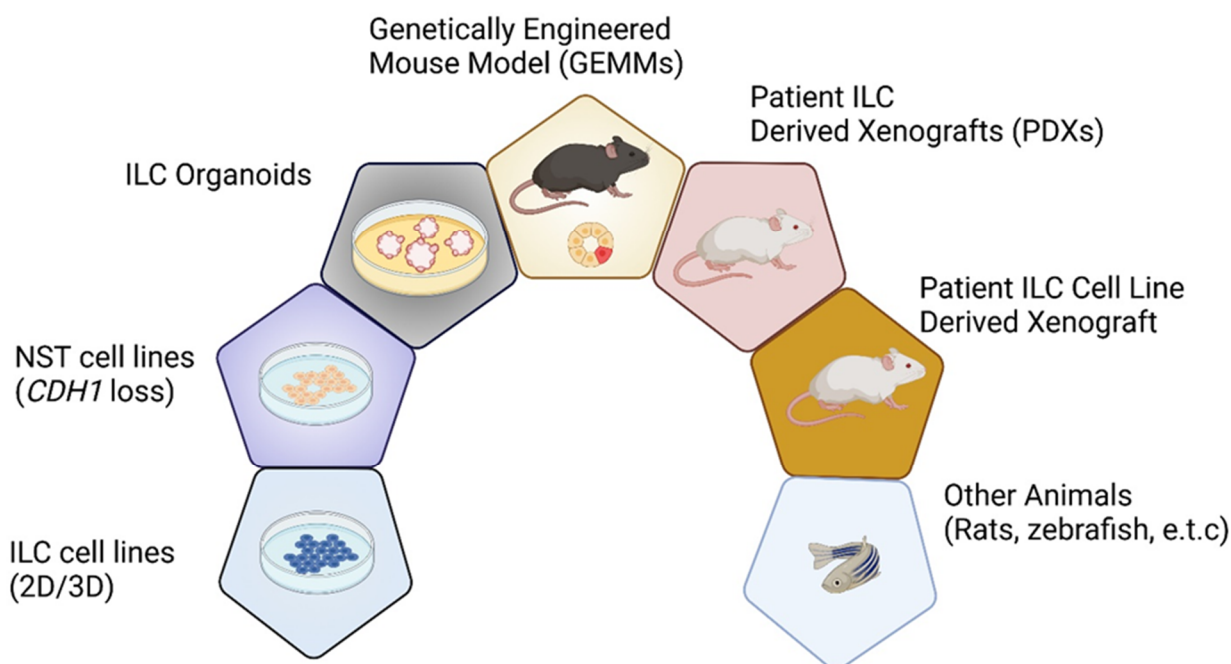 Genetically Engineered
Mouse Model (GEMMs)
Patient ILC
Derived Xenografts (PDXs)
ILC Organoids
Patient ILC Cell Line
Derived Xenograft
NST cell lines
(CDH1 loss)
Other Animals
(Rats, zebrafish, e.t.c)
ILC cell lines
(2D/3D)